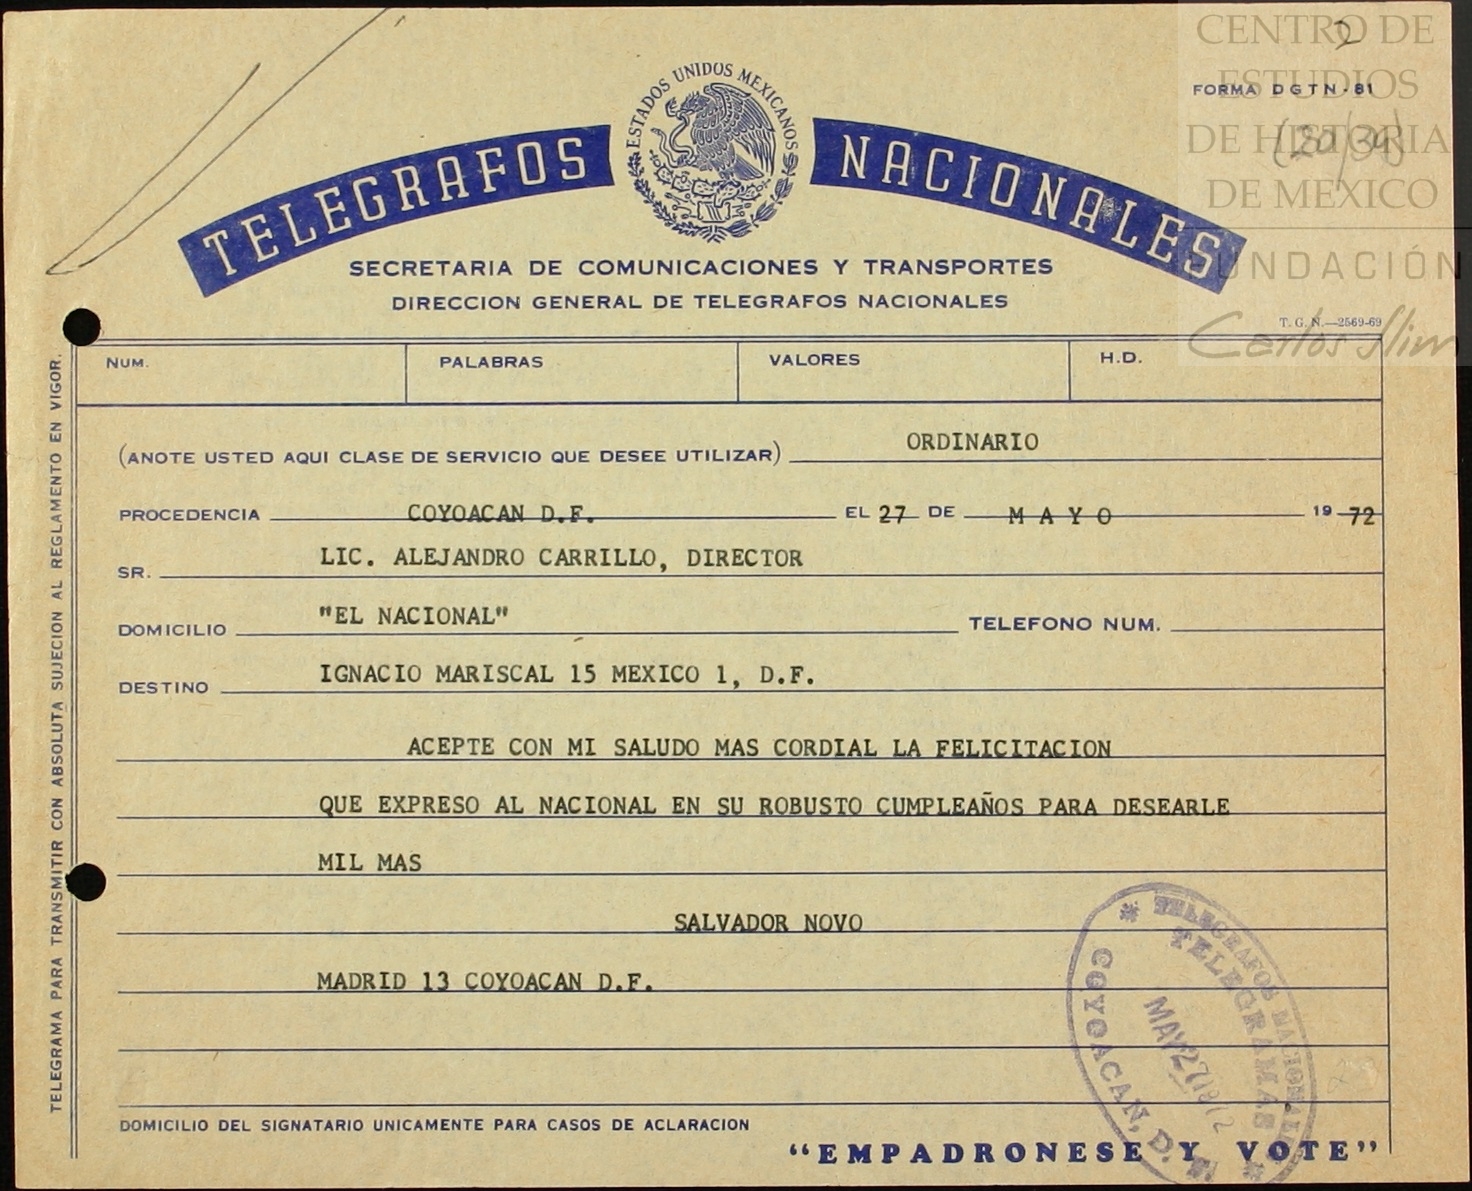 CENTRO DE
ESTUDIOS
DE HISTORIA
DE MEXICO
FUNDACIÓN
Carlos Slim
2
FORMA DGTN-81
(20/34)
ESTADOS UNIDOS MEXICANOS
TELEGRAFOS NACIONALES
SECRETARIA DE COMUNICACIONES Y TRANSPORTES
DIRECCION GENERAL DE TELEGRAFOS NACIONALES
T. G. N.—2569-69
NUM. PALABRAS VALORES H.D.
(ANOTE USTED AQUI CLASE DE SERVICIO QUE DESEE UTILIZAR) ORDINARIO
PROCEDENCIA COYOACAN D.F. EL 27 DE MAYO 1972
SR. LIC. ALEJANDRO CARRILLO, DIRECTOR
DOMICILIO "EL NACIONAL" TELEFONO NUM.
DESTINO IGNACIO MARISCAL 15 MEXICO 1, D.F.
ACEPTE CON MI SALUDO MAS CORDIAL LA FELICITACION
QUE EXPRESO AL NACIONAL EN SU ROBUSTO CUMPLEAÑOS PARA DESEARLE
MIL MAS
SALVADOR NOVO
MADRID 13 COYOACAN D.F.
TELEGRAFOS NACIONALES
TELEGRAMAS
MAY 27 1972
COYOACAN, D. F.
DOMICILIO DEL SIGNATARIO UNICAMENTE PARA CASOS DE ACLARACION
"EMPADRONESE Y VOTE"
TELEGRAMA PARA TRANSMITIR CON ABSOLUTA SUJECION AL REGLAMENTO EN VIGOR.